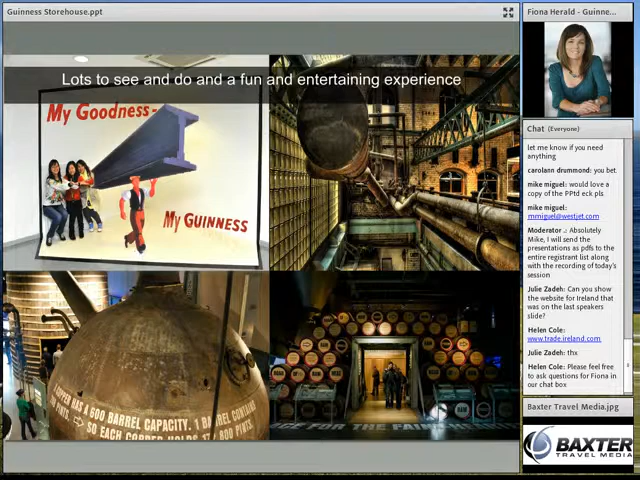 Guinness Storehouse.ppt
Lots to see and do and a fun and entertaining experience
My Goodness-
My GUINNESS
COPPER HAS A 600 BARREL CAPACITY. 1 BARREL CONTAINS
PINTS.
SO EACH COPPER HOLDS
800 PINTS
FOR THE
Fiona Herald - Guinne...
Chat (Everyone)
let me know if you need
anything
carolann drummond: you bet.
mike miguel: would love a
copy of the PPtd eck pls
mike miguel:
mmiguel@westjet.com
Moderator .: Absolutely
Mike, I will send the
presentations as pdfs to the
entire registrant list along
with the recording of today's
session
Julie Zadeh: Can you show
the website for Ireland that
was on the last speakers
slide?
Helen Cole:
www.trade.ireland.com
Julie Zadeh: thx
Helen Cole: Please feel free
to ask questions for Fiona in
our chat box
Baxter Travel Media.jpg
BAXTER
TRAVEL MEDIA